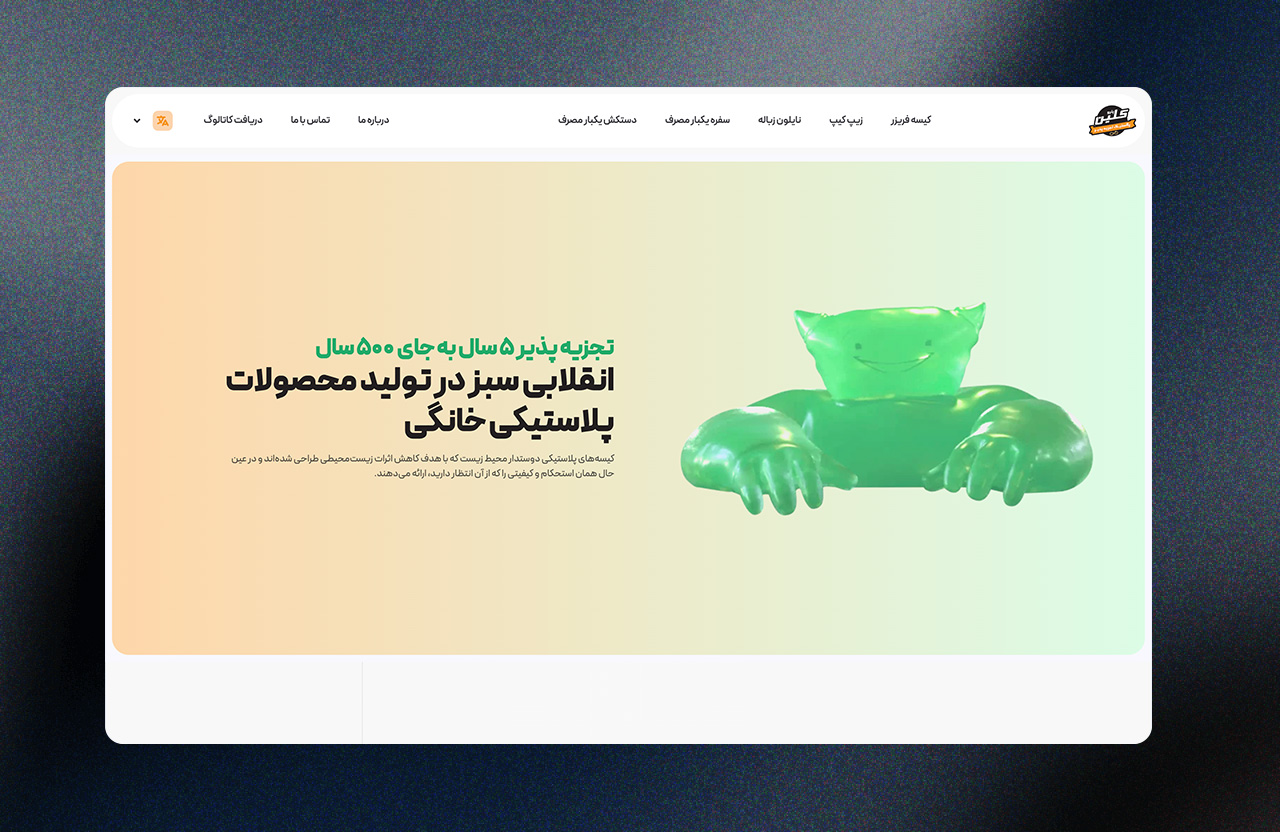 کلین
کیسه فریزر
زیپ کیپ
نایلون زباله
سفره یکبار مصرف
دستکش یکبار مصرف
درباره ما
تماس با ما
دریافت کاتالوگ
تجزیه پذیر ۵ سال به جای ۵۰۰ سال
انقلابی سبز در تولید محصولات
پلاستیکی خانگی
کیسه‌های پلاستیکی دوستدار محیط زیست که با هدف کاهش اثرات زیست‌محیطی طراحی شده‌اند و در عین
حال همان استحکام و کیفیتی را که از آن انتظار دارید، ارائه می‌دهند.